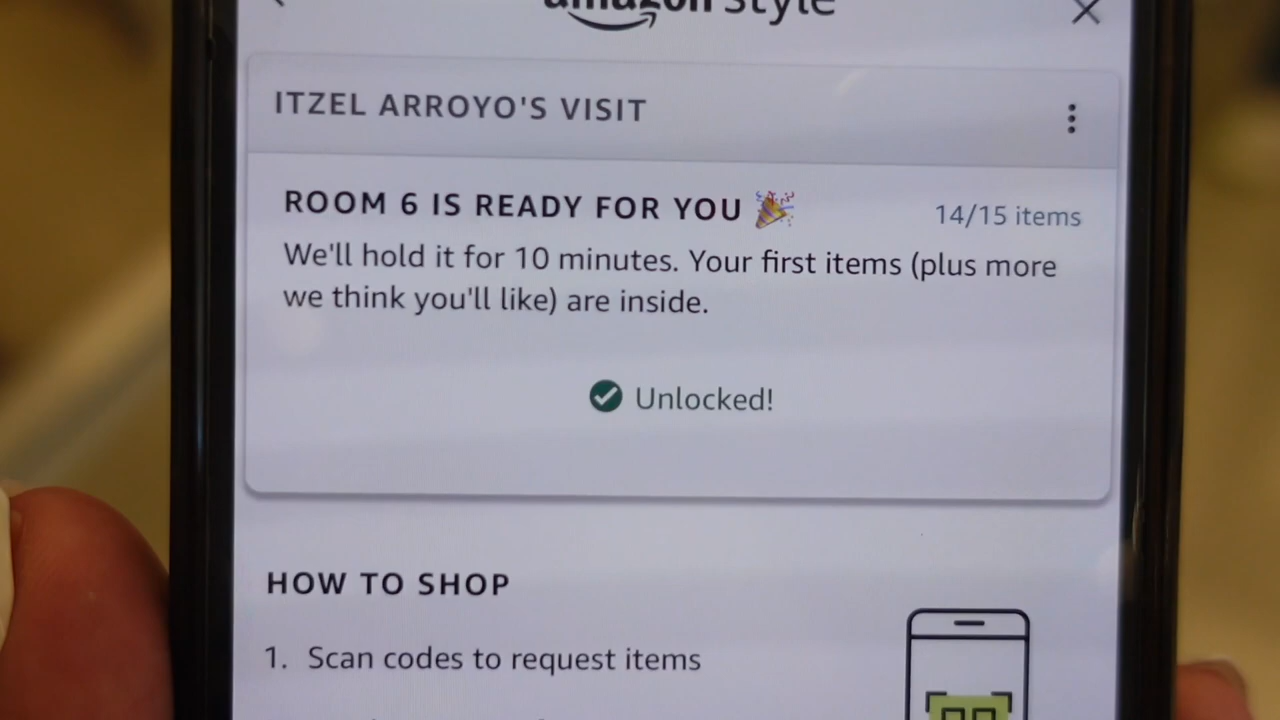 amazon style
ITZEL ARROYO'S VISIT
ROOM 6 IS READY FOR YOU 🎉
14/15 items
We'll hold it for 10 minutes. Your first items (plus more
we think you'll like) are inside.
Unlocked!
HOW TO SHOP
1. Scan codes to request items